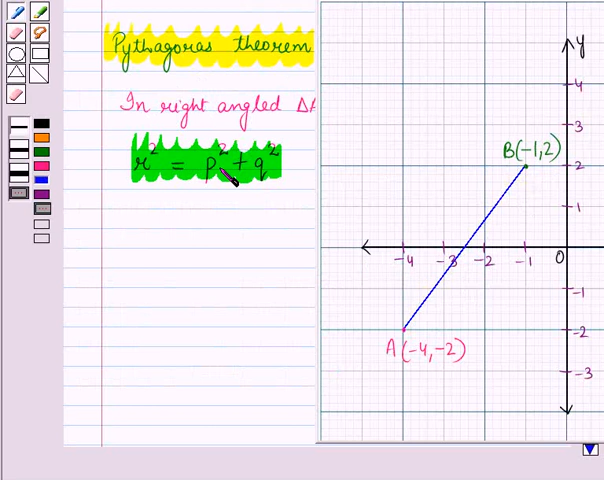 Pythagoras theorem
In right angled
r² = p² + q²
y
4
3
B(-1,2)
2
1
-4 -3 -2 -1 0
-1
A(-4,-2)
-2
-3